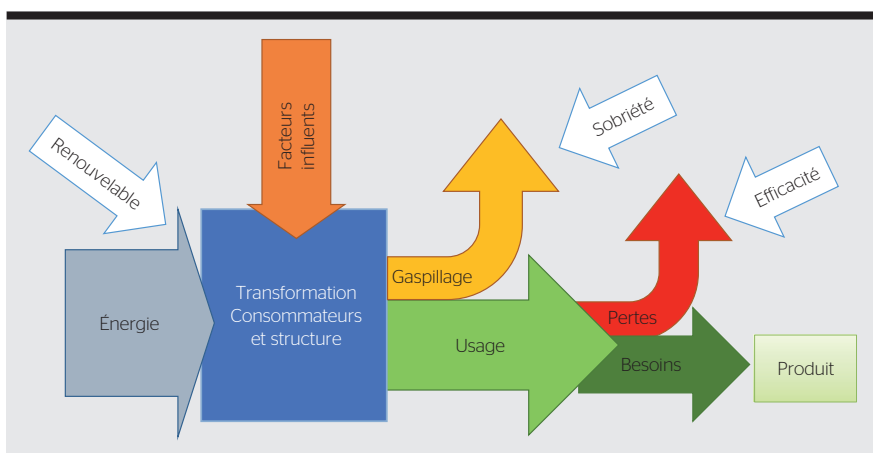 Renouvelable
Facteurs
influents
Sobriété
Efficacité
Énergie
Transformation
Consommateurs
et structure
Gaspillage
Usage
Pertes
Besoins
Produit